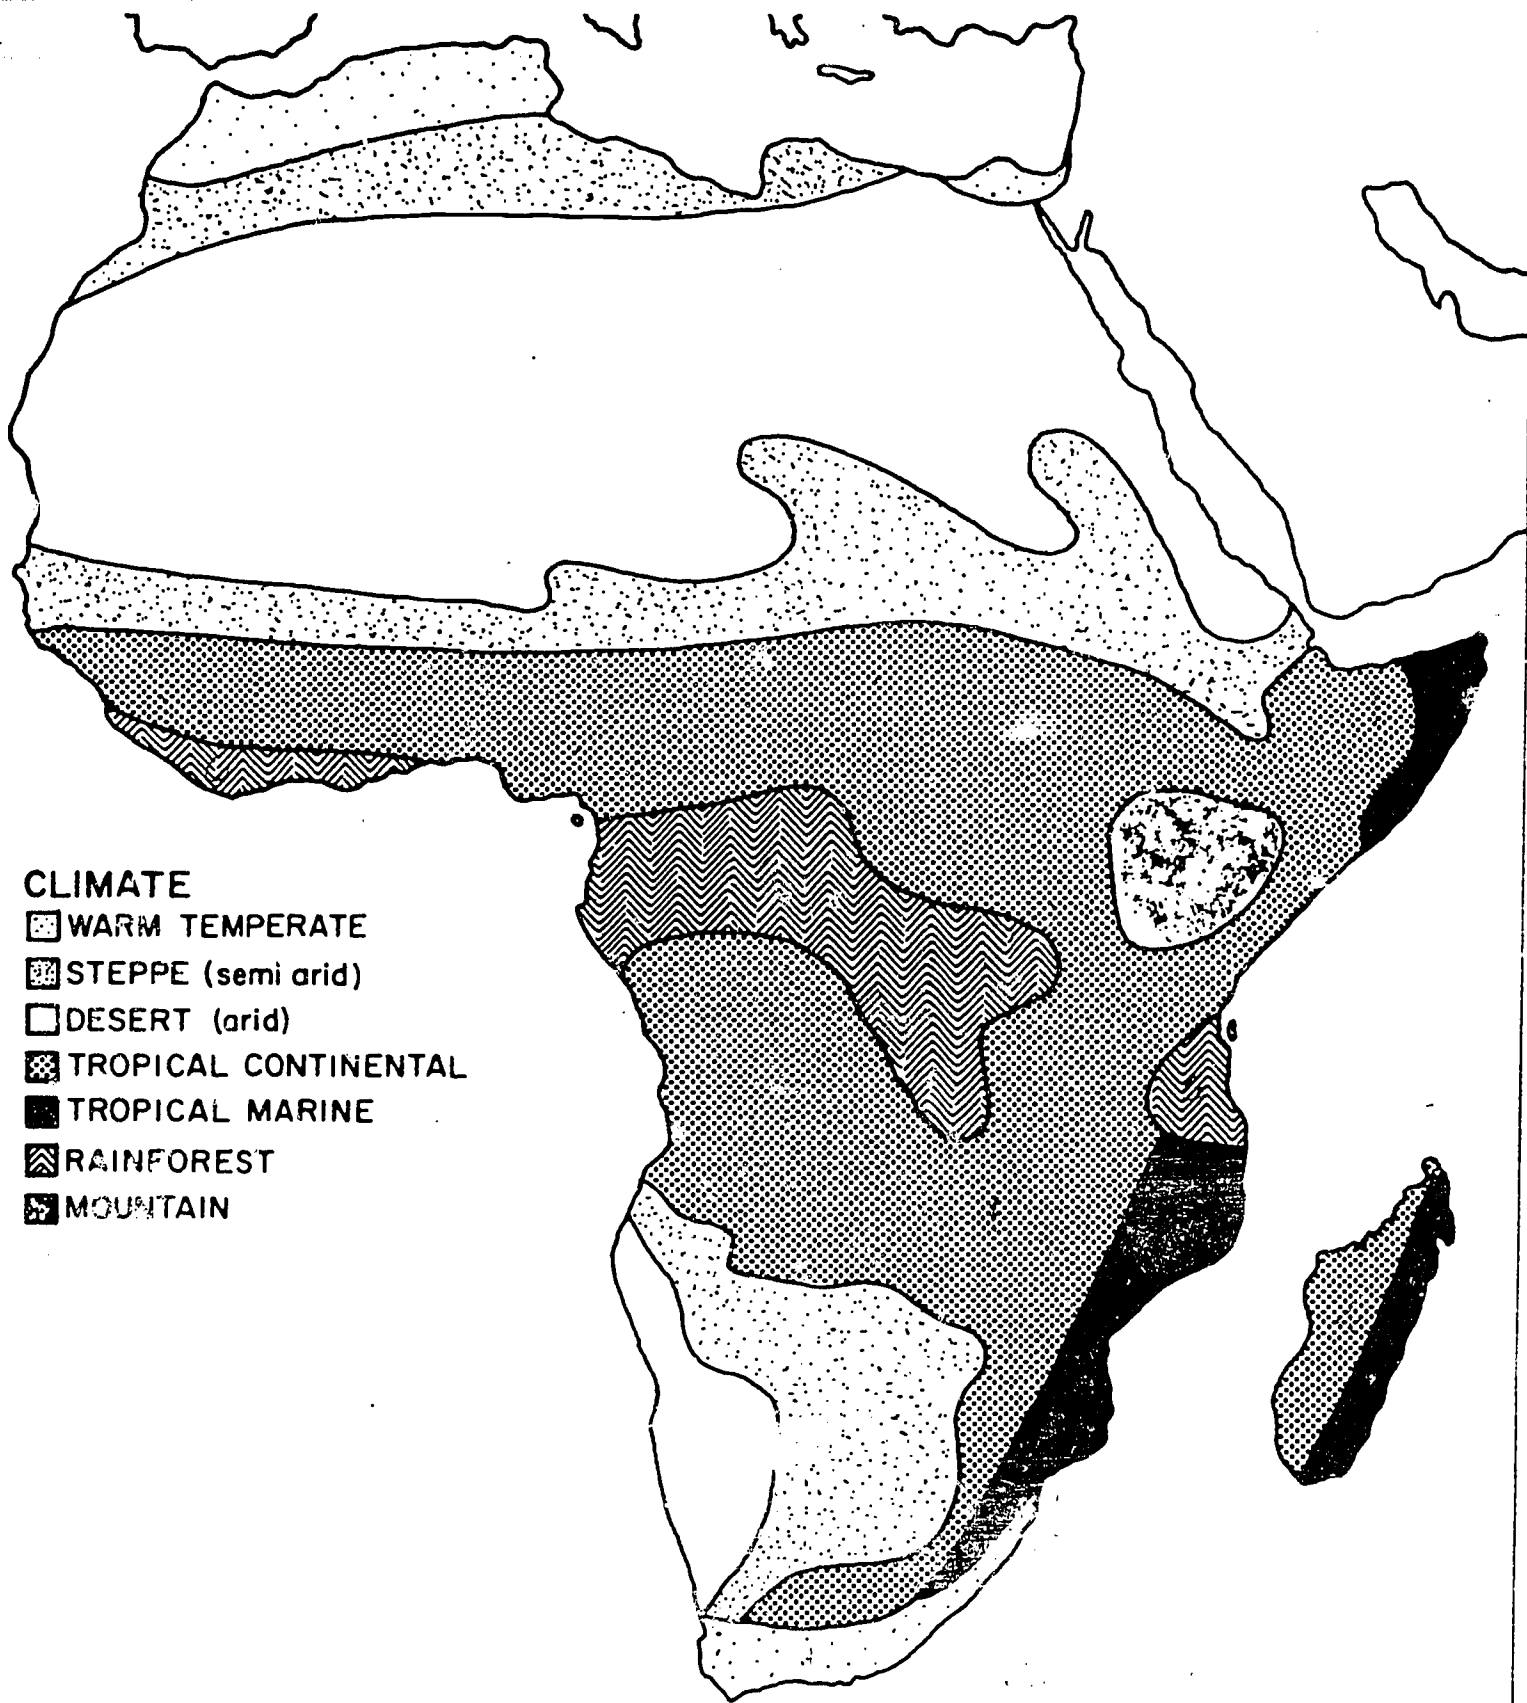 CLIMATE
WARM TEMPERATE
STEPPE (semi arid)
DESERT (arid)
TROPICAL CONTINENTAL
TROPICAL MARINE
RAINFOREST
MOUNTAIN